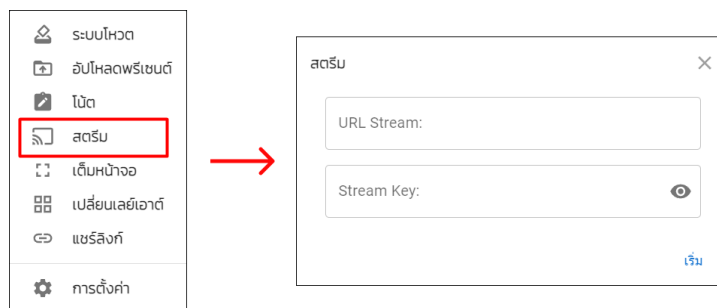 ระบบโหวต
อัปโหลดพรีเซนต์
โน้ต
สตรีม
เต็มหน้าจอ
เปลี่ยนเลย์เอาต์
แชร์ลิงก์
การตั้งค่า
สตรีม
URL Stream:
Stream Key:
เริ่ม